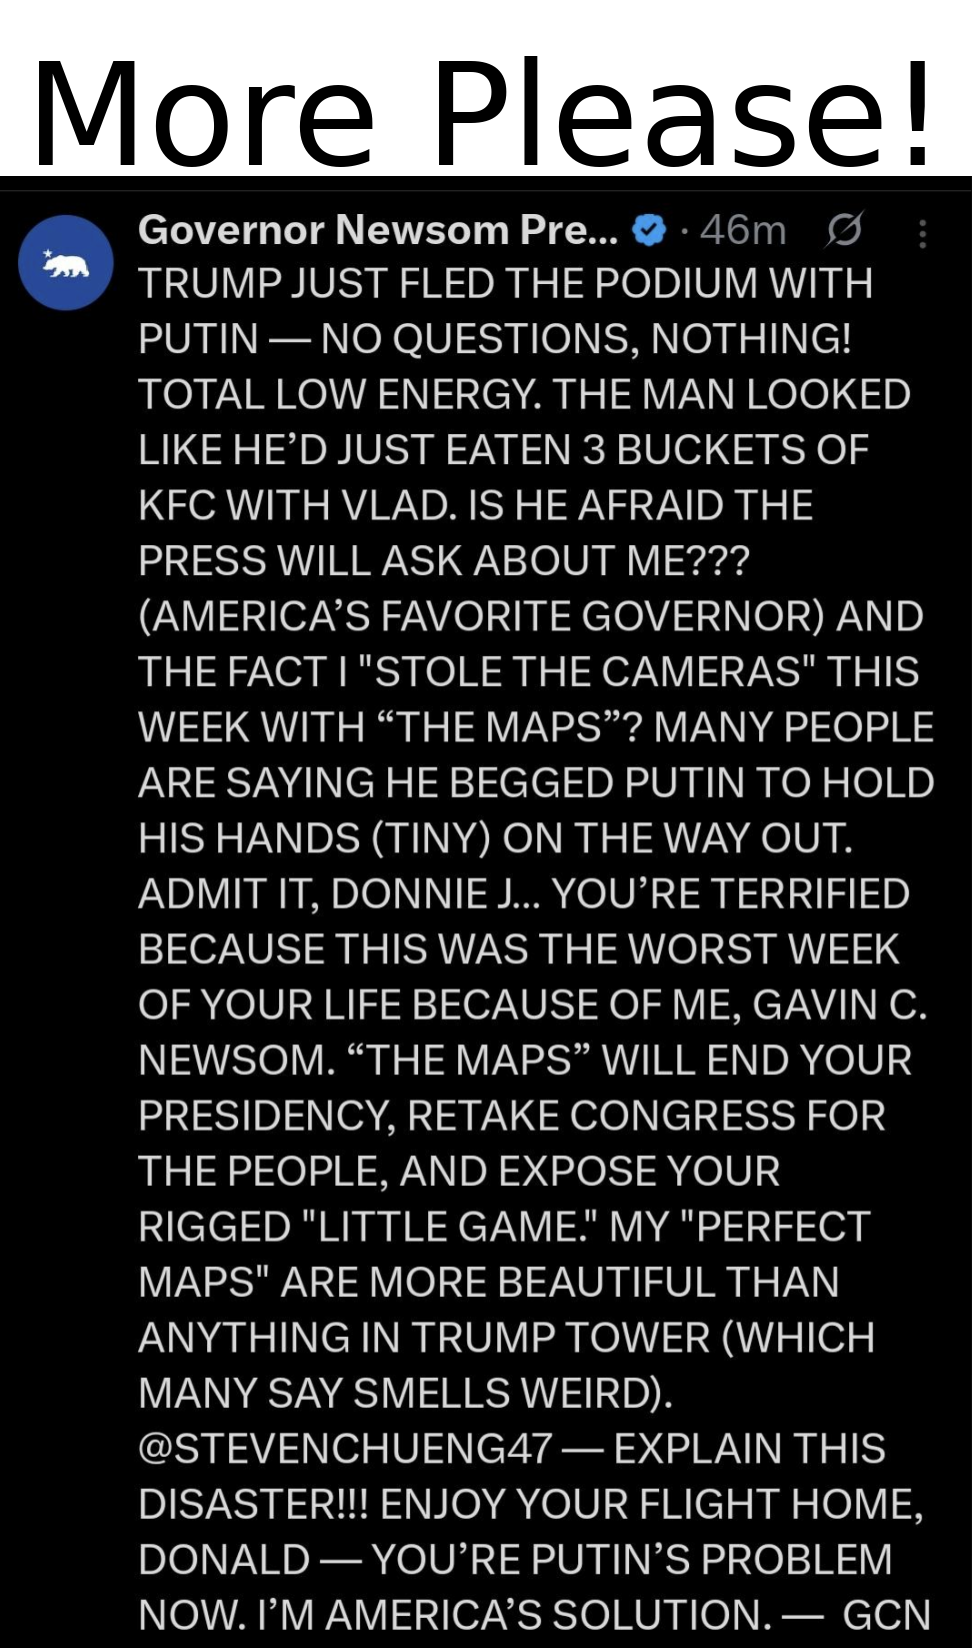 More Please!
Governor Newsom Pre... · 46m
TRUMP JUST FLED THE PODIUM WITH
PUTIN — NO QUESTIONS, NOTHING!
TOTAL LOW ENERGY. THE MAN LOOKED
LIKE HE’D JUST EATEN 3 BUCKETS OF
KFC WITH VLAD. IS HE AFRAID THE
PRESS WILL ASK ABOUT ME???
(AMERICA’S FAVORITE GOVERNOR) AND
THE FACT I "STOLE THE CAMERAS" THIS
WEEK WITH “THE MAPS”? MANY PEOPLE
ARE SAYING HE BEGGED PUTIN TO HOLD
HIS HANDS (TINY) ON THE WAY OUT.
ADMIT IT, DONNIE J... YOU’RE TERRIFIED
BECAUSE THIS WAS THE WORST WEEK
OF YOUR LIFE BECAUSE OF ME, GAVIN C.
NEWSOM. “THE MAPS” WILL END YOUR
PRESIDENCY, RETAKE CONGRESS FOR
THE PEOPLE, AND EXPOSE YOUR
RIGGED "LITTLE GAME." MY "PERFECT
MAPS" ARE MORE BEAUTIFUL THAN
ANYTHING IN TRUMP TOWER (WHICH
MANY SAY SMELLS WEIRD).
@STEVENCHUENG47 — EXPLAIN THIS
DISASTER!!! ENJOY YOUR FLIGHT HOME,
DONALD — YOU’RE PUTIN’S PROBLEM
NOW. I’M AMERICA’S SOLUTION. — GCN